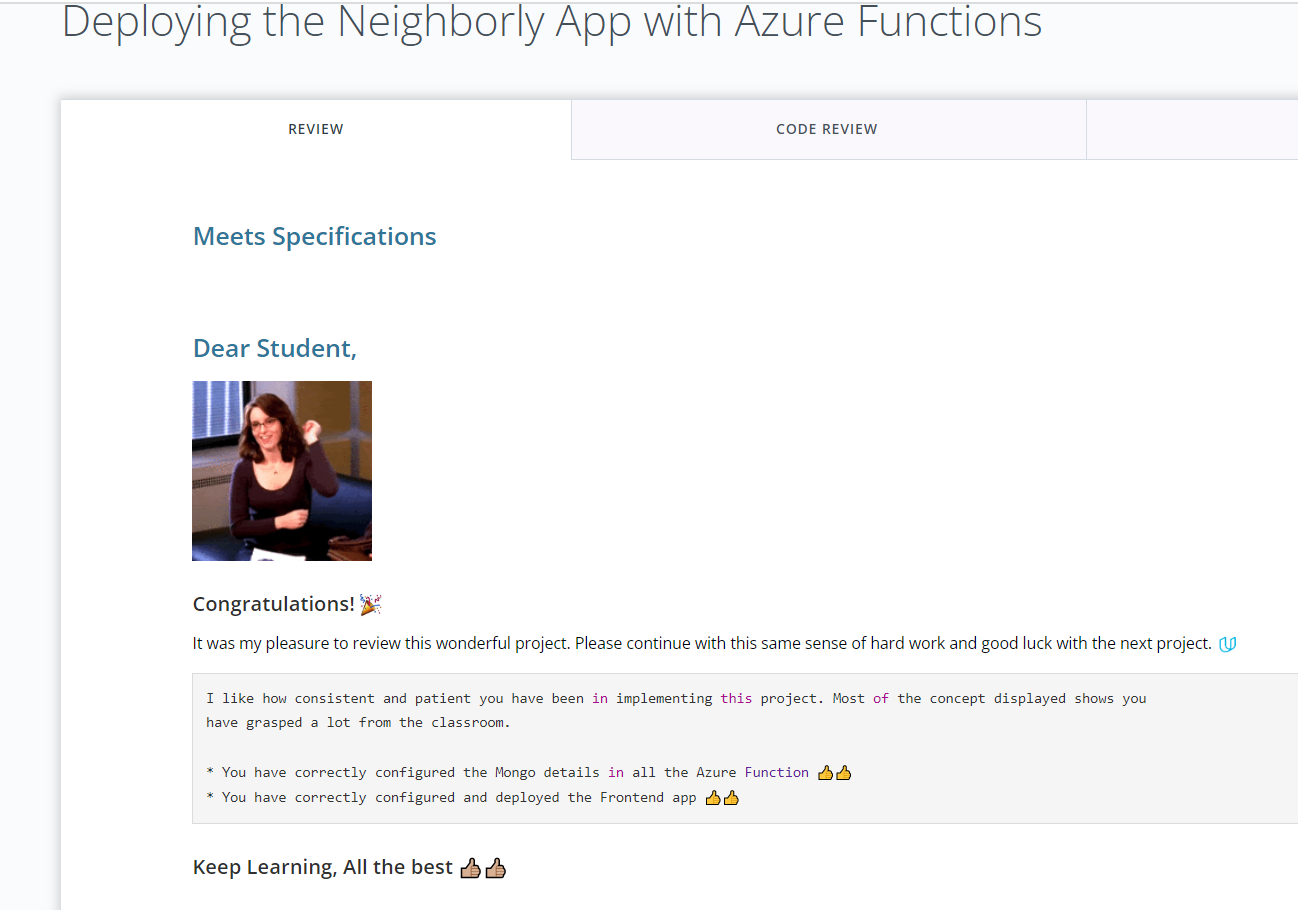 Deploying the Neighborly App with Azure Functions
REVIEW
CODE REVIEW
Meets Specifications
Dear Student,
Congratulations! 🎉
It was my pleasure to review this wonderful project. Please continue with this same sense of hard work and good luck with the next project.
I like how consistent and patient you have been in implementing this project. Most of the concept displayed shows you
have grasped a lot from the classroom.
* You have correctly configured the Mongo details in all the Azure Function 👍👍
* You have correctly configured and deployed the Frontend app 👍👍
Keep Learning, All the best 👍🏽👍🏽